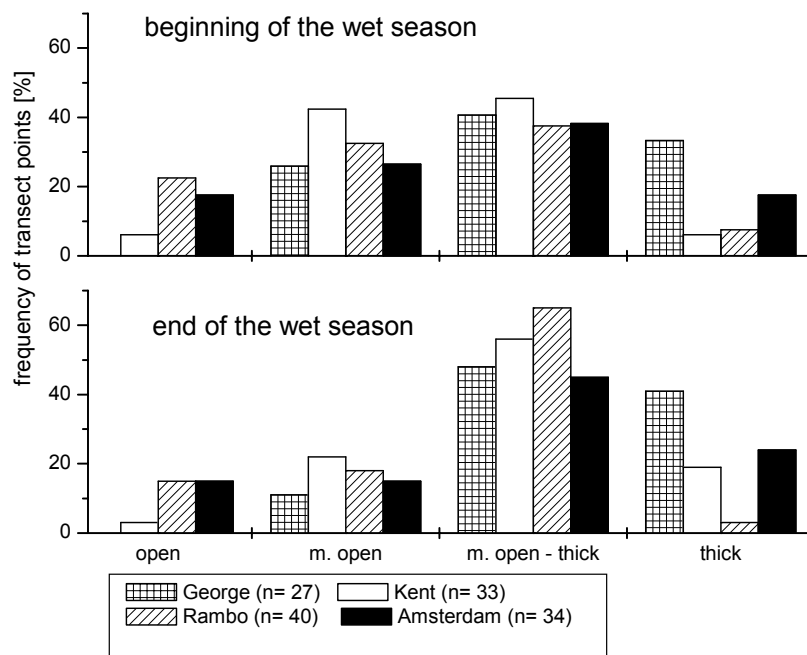 beginning of the wet season
60
40
20
0
end of the wet season
60
40
20
0
frequency of transect points [%]
open m. open m. open - thick thick
George (n= 27) Kent (n= 33)
Rambo (n= 40) Amsterdam (n= 34)